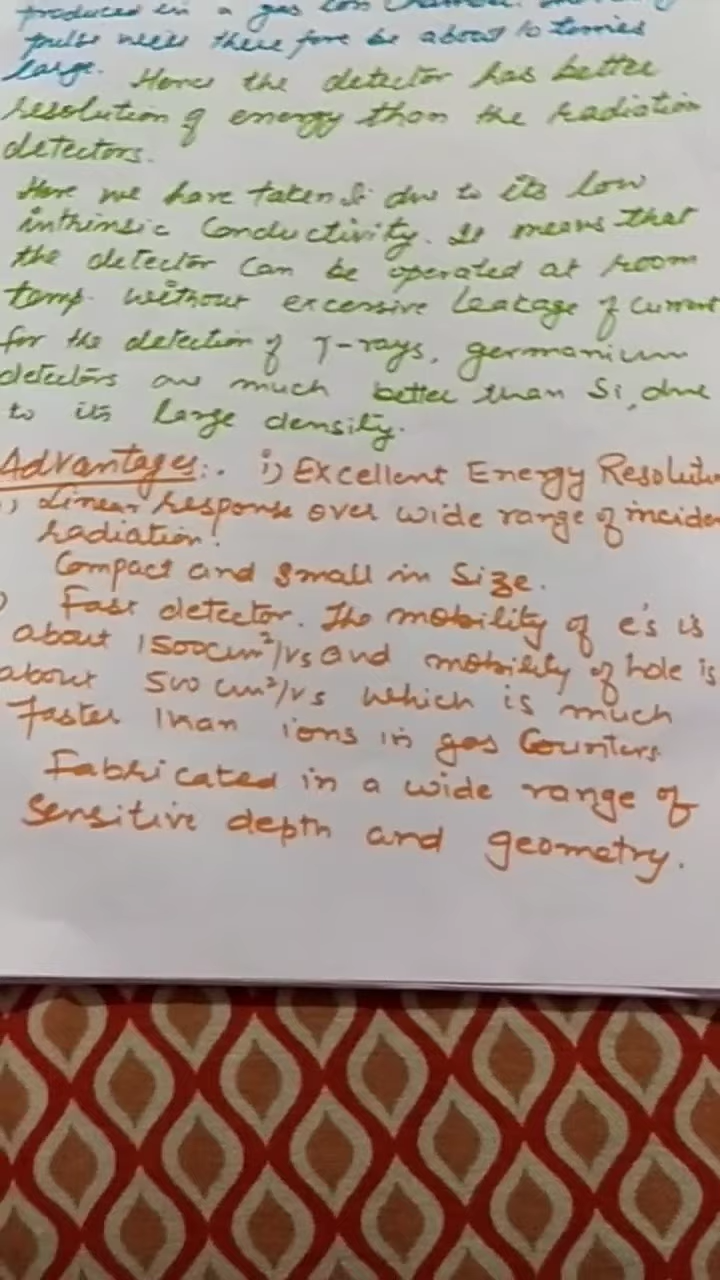 produced in a gas ion
pulse will there fore be about 10 times
large. Hence the detector has better
resolution of energy than the radiation
detectors.
Here we have taken Si due to its low
inthrinsic Conductivity. It means that
the detector can be operated at room
temp. without excessive leakage of current
for the detection of γ-rays, germanium
detectors are much better than Si, due
to its large density.
Advantages:. i) Excellent Energy Resolution
) Linear response over wide range of inciden
radiation.
Compact and small in size.
) Fast detector. The mobility of e's is
about 1500cm²/vs and mobility of hole is
about 500 cm²/vs which is much
faster than ions in gas Counters
Fabricated in a wide range of
sensitive depth and geometry.